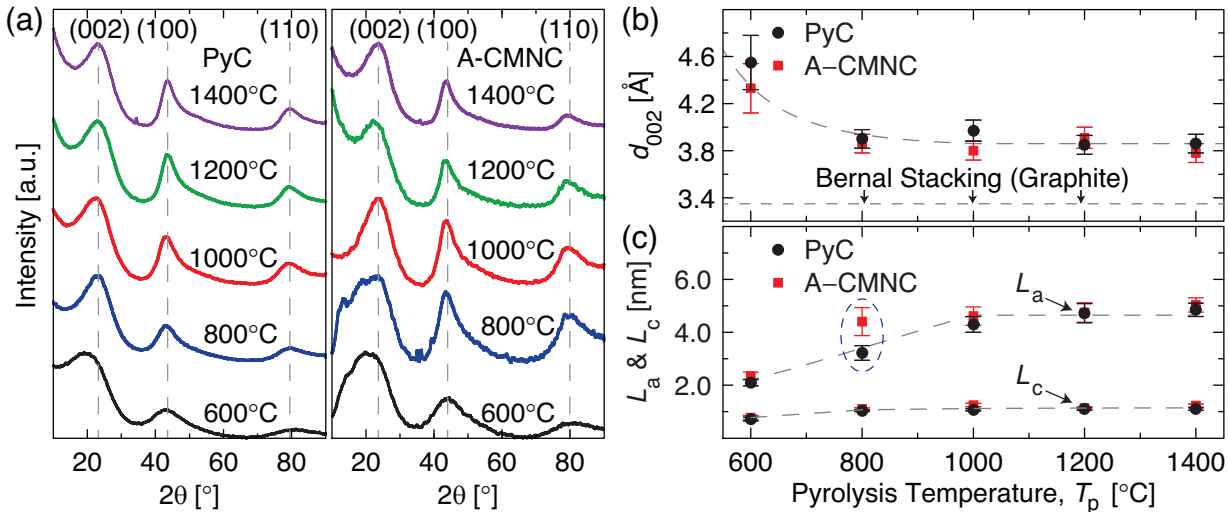 (a)
(002) (100) (110)
PyC
1400°C
1200°C
1000°C
800°C
600°C
(002) (100) (110)
A-CMNC
1400°C
1200°C
1000°C
800°C
600°C
Intensity [a.u.]
20 40 60 80
20 40 60 80
2θ [°]
2θ [°]
(b)
PyC
A-CMNC
4.6
4.2
3.8
3.4
d002 [Å]
Bernal Stacking (Graphite)
(c)
PyC
A-CMNC
6.0
4.0
2.0
La & Lc [nm]
La
Lc
600 800 1000 1200 1400
Pyrolysis Temperature, Tp [°C]